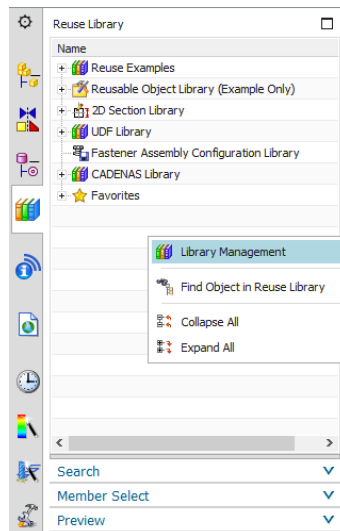 Reuse Library
Name
Reuse Examples
Reusable Object Library (Example Only)
2D Section Library
UDF Library
Fastener Assembly Configuration Library
CADENAS Library
Favorites
Library Management
Find Object in Reuse Library
Collapse All
Expand All
Search
Member Select
Preview